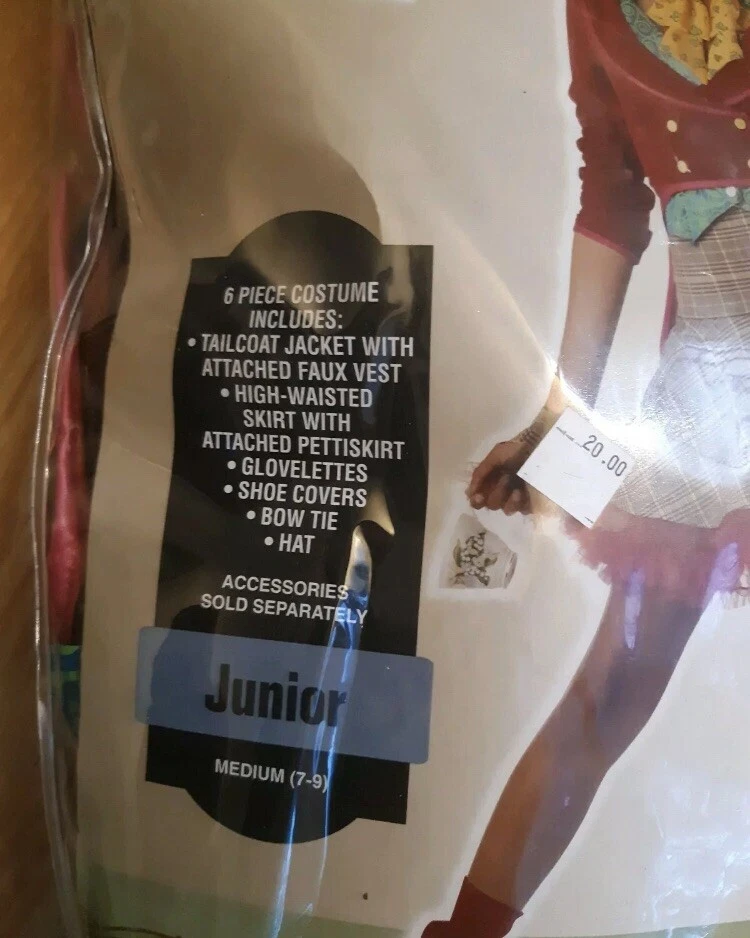 6 PIECE COSTUME
INCLUDES:
• TAILCOAT JACKET WITH
ATTACHED FAUX VEST
• HIGH-WAISTED
SKIRT WITH
ATTACHED PETTISKIRT
• GLOVELETTES
• SHOE COVERS
• BOW TIE
• HAT
ACCESSORIES
SOLD SEPARATELY
Junior
MEDIUM (7-9)
20.00